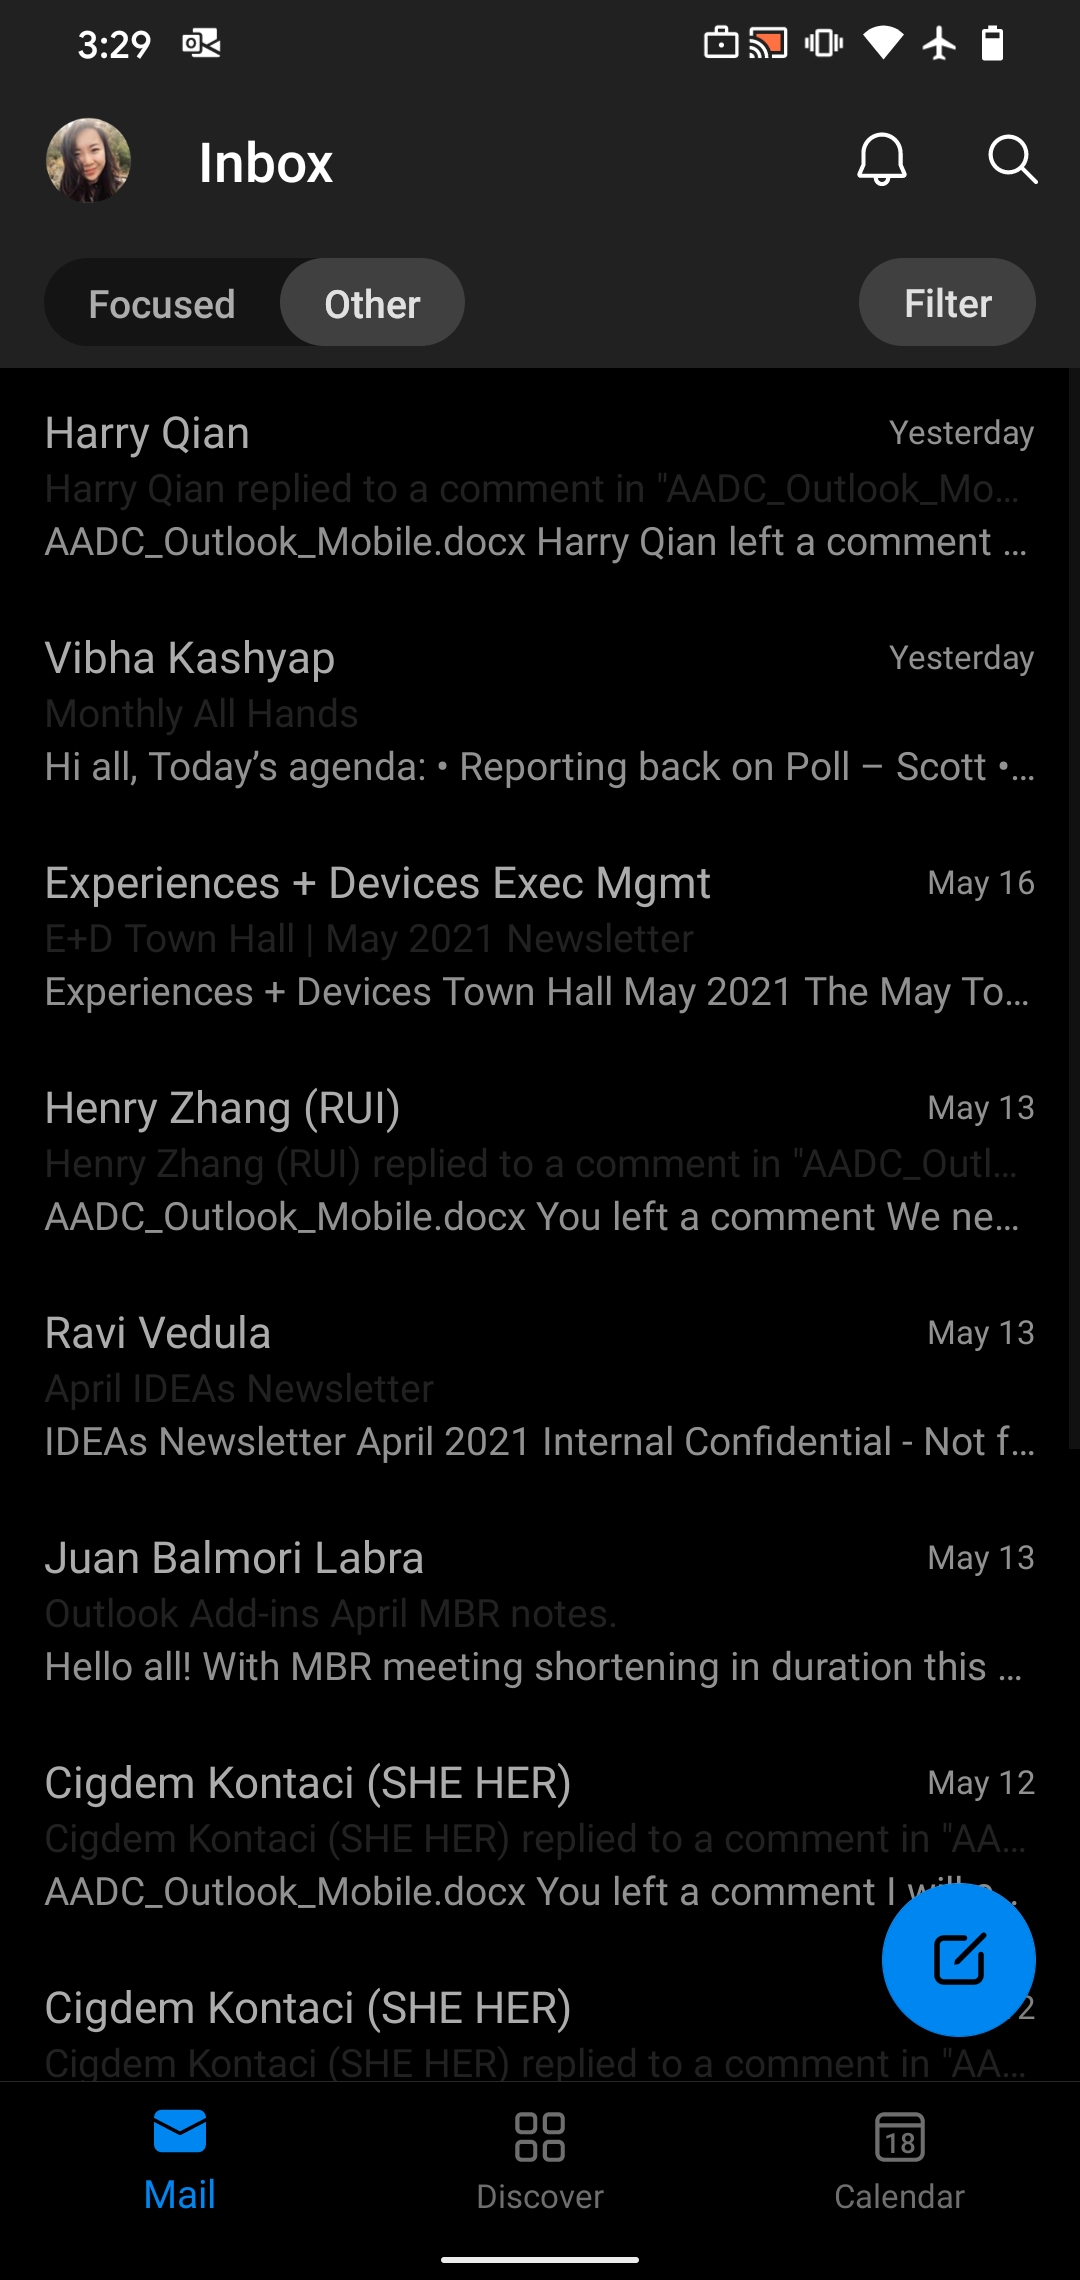 3:29
Inbox
Focused
Other
Filter
Harry Qian
Yesterday
Harry Qian replied to a comment in "AADC_Outlook_Mo...
AADC_Outlook_Mobile.docx Harry Qian left a comment ...
Vibha Kashyap
Yesterday
Monthly All Hands
Hi all, Today’s agenda: • Reporting back on Poll – Scott •...
Experiences + Devices Exec Mgmt
May 16
E+D Town Hall | May 2021 Newsletter
Experiences + Devices Town Hall May 2021 The May To...
Henry Zhang (RUI)
May 13
Henry Zhang (RUI) replied to a comment in "AADC_Outl...
AADC_Outlook_Mobile.docx You left a comment We ne...
Ravi Vedula
May 13
April IDEAs Newsletter
IDEAs Newsletter April 2021 Internal Confidential - Not f...
Juan Balmori Labra
May 13
Outlook Add-ins April MBR notes.
Hello all! With MBR meeting shortening in duration this ...
Cigdem Kontaci (SHE HER)
May 12
Cigdem Kontaci (SHE HER) replied to a comment in "AA...
AADC_Outlook_Mobile.docx You left a comment I will
Cigdem Kontaci (SHE HER)
2
Cigdem Kontaci (SHE HER) replied to a comment in "AA...
Mail
Discover
18
Calendar